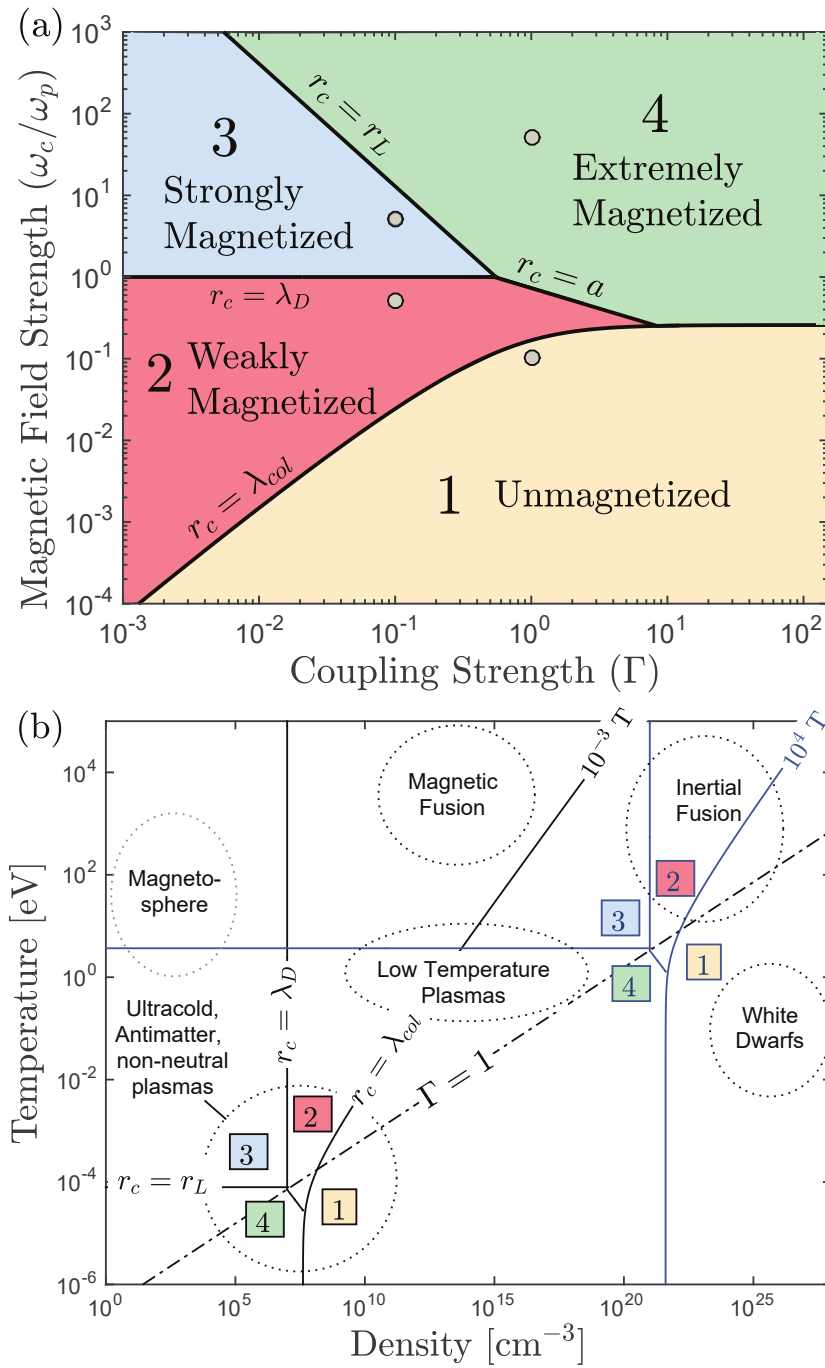 (a)
Magnetic Field Strength (ω_c/ω_p)
10^3
10^2
10^1
10^0
10^-1
10^-2
10^-3
10^-4
3
Strongly
Magnetized
r_c = r_L
4
Extremely
Magnetized
r_c = λ_D
r_c = a
2 Weakly
Magnetized
r_c = λ_col
1 Unmagnetized
10^-3 10^-2 10^-1 10^0 10^1 10^2
Coupling Strength (Γ)
(b)
Temperature [eV]
10^4
10^2
10^0
10^-2
10^-4
10^-6
Magneto-
sphere
Magnetic
Fusion
10^-3 T
Inertial
Fusion
10^4 T
2
3
1
4
Low Temperature
Plasmas
White
Dwarfs
Ultracold,
Antimatter,
non-neutral
plasmas
r_c = λ_D
r_c = λ_col
Γ = 1
2
3
r_c = r_L
4
1
10^0 10^5 10^10 10^15 10^20 10^25
Density [cm^-3]